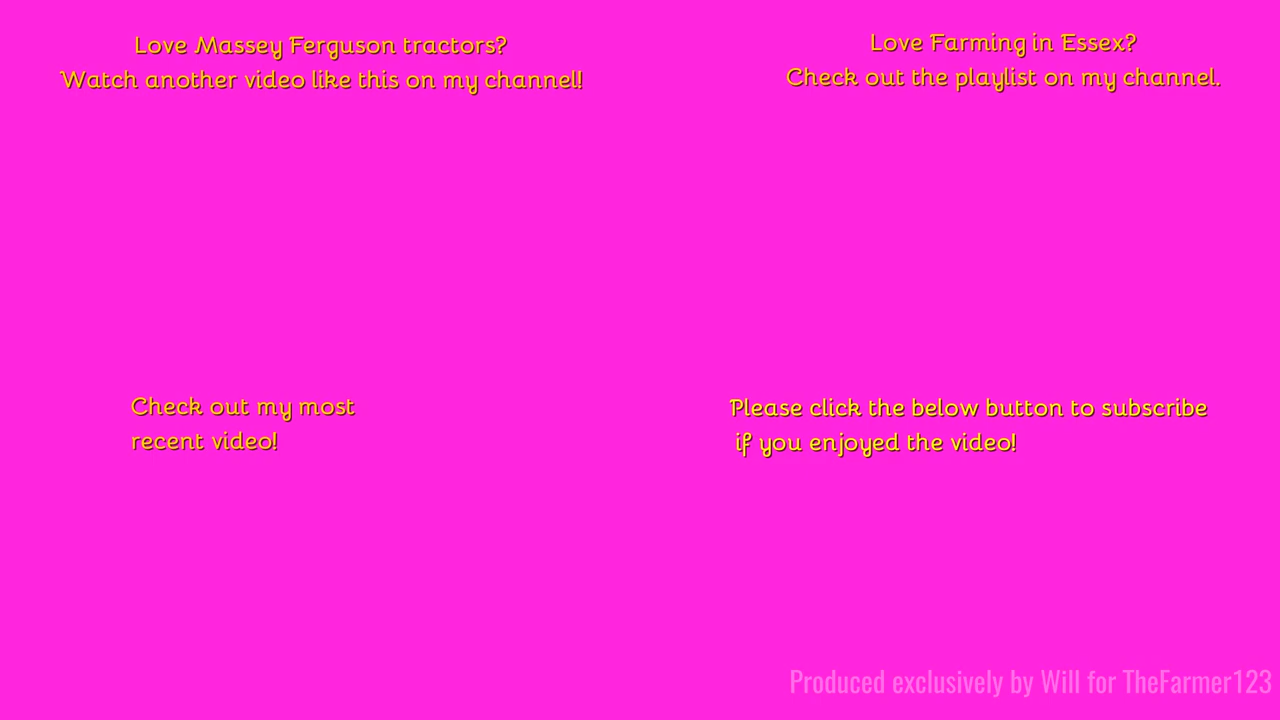 Love Massey Ferguson tractors?
Watch another video like this on my channel!
Love Farming in Essex?
Check out the playlist on my channel.
Check out my most
recent video!
Please click the below button to subscribe
if you enjoyed the video!
Produced exclusively by Will for TheFarmer123